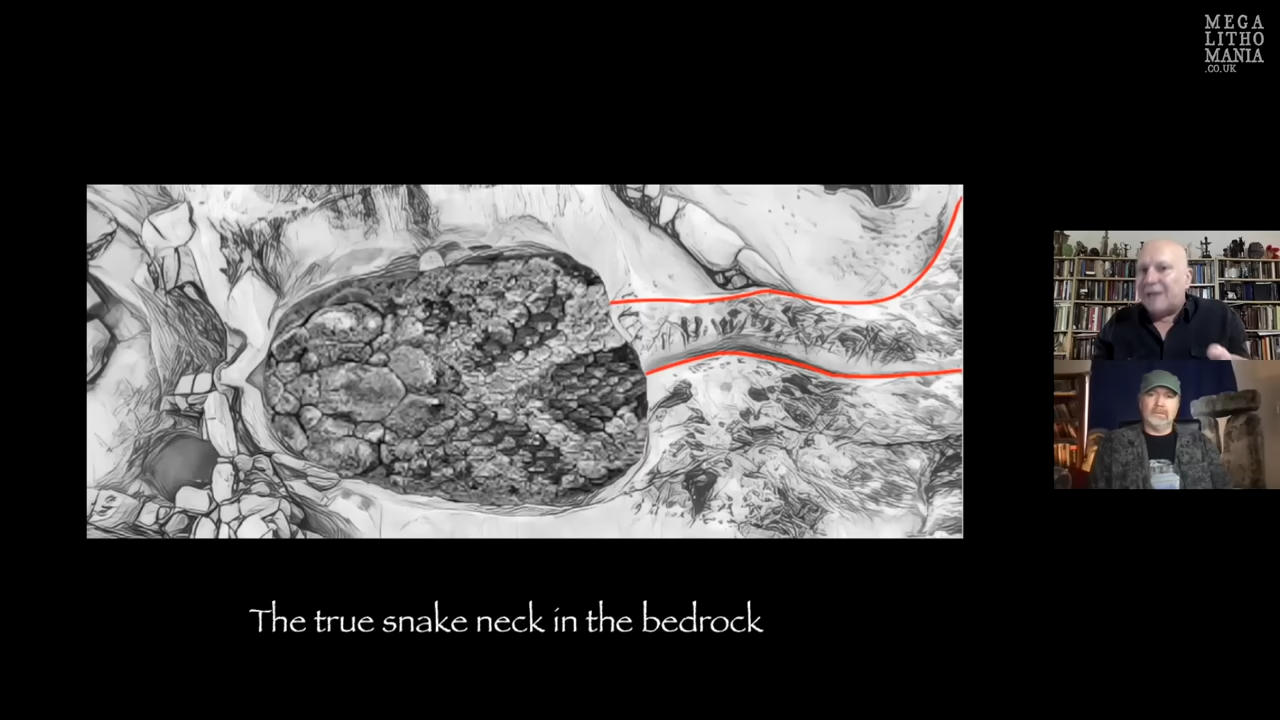 MEGA
LITHO
MANIA
.CO.UK
The true snake neck in the bedrock